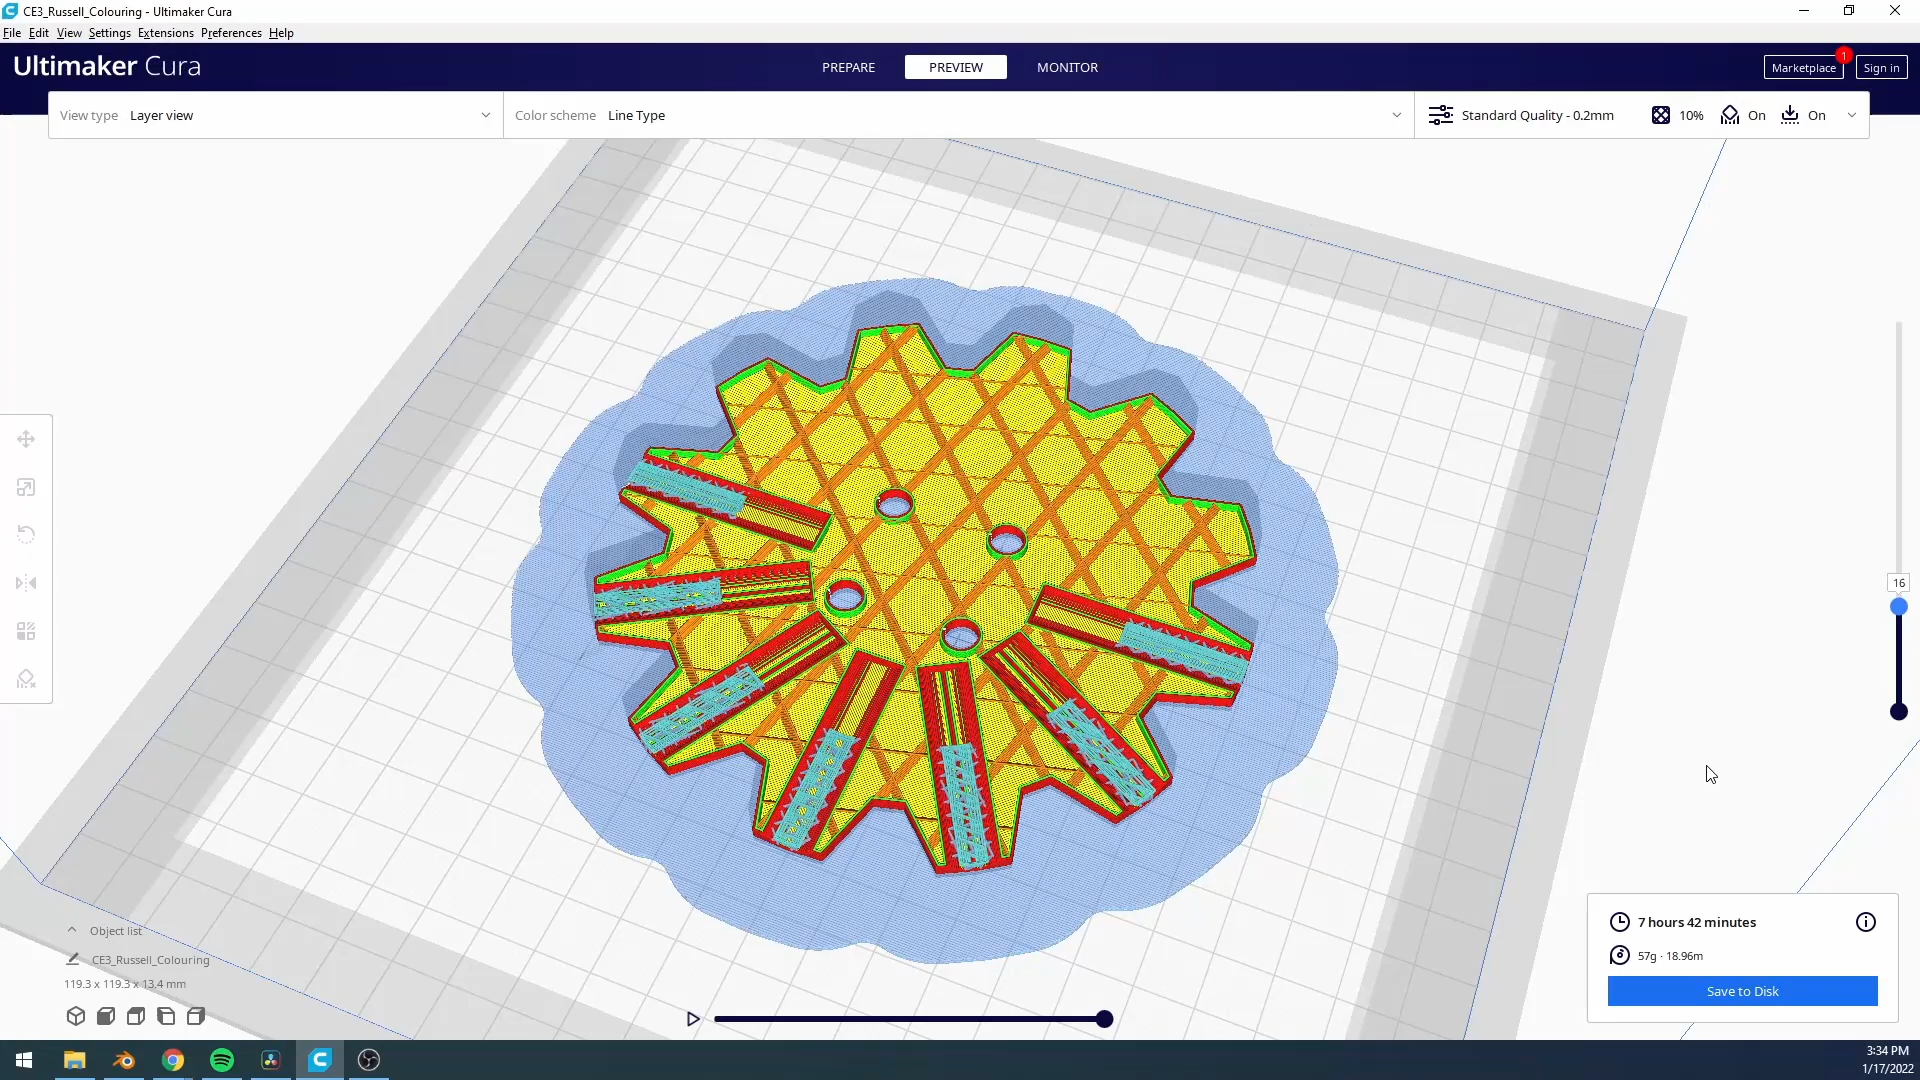 CE3_Russell_Colouring - Ultimaker Cura
File Edit View Settings Extensions Preferences Help
Ultimaker Cura
PREPARE PREVIEW MONITOR
1
Marketplace Sign in
View type Layer view
Color scheme Line Type
Standard Quality - 0.2mm 10% On On
16
Object list
CE3_Russell_Colouring
119.3 x 119.3 x 13.4 mm
7 hours 42 minutes
57g · 18.96m
Save to Disk
3:34 PM
1/17/2022